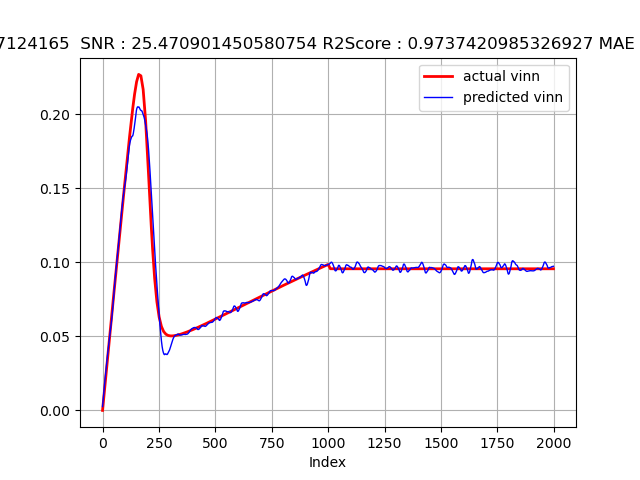 7124165 SNR : 25.470901450580754 R2Score : 0.9737420985326927 MAE
actual vinn
predicted vinn
0.20
0.15
0.10
0.05
0.00
0 250 500 750 1000 1250 1500 1750 2000
Index